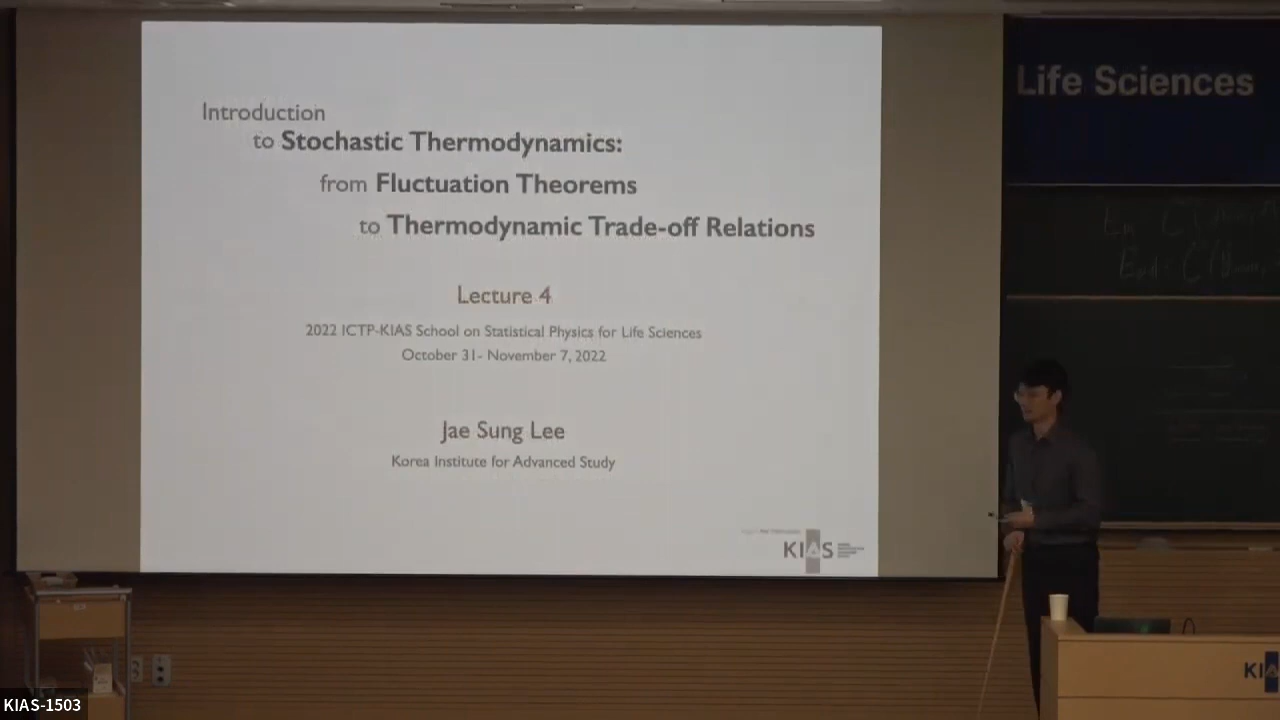 Introduction
to Stochastic Thermodynamics:
from Fluctuation Theorems
to Thermodynamic Trade-off Relations
Lecture 4
2022 ICTP-KIAS School on Statistical Physics for Life Sciences
October 31- November 7, 2022
Jae Sung Lee
Korea Institute for Advanced Study
KIAS
Life Sciences
KIAS-1503